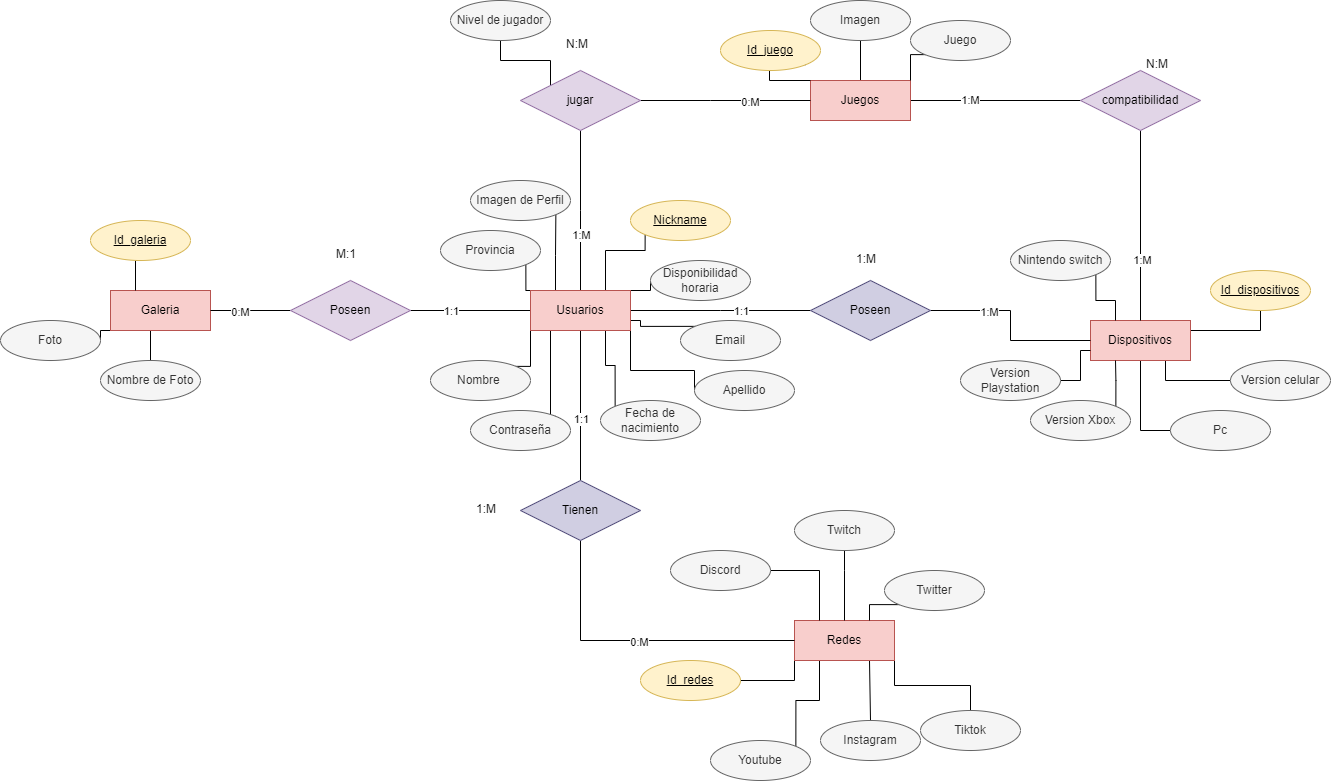 Nivel de jugador
Imagen
Juego
N:M
Id_juego
N:M
jugar
0:M
Juegos
1:M
compatibilidad
Imagen de Perfil
Nickname
Id_galeria
1:M
Provincia
M:1
1:M
1:M
Nintendo switch
Disponibilidad
horaria
Id_dispositivos
Galeria
0:M
Poseen
1:1
Usuarios
1:1
Poseen
1:M
Foto
Email
Dispositivos
Nombre de Foto
Nombre
Apellido
Version
Playstation
Version celular
Contraseña
1:1
Fecha de
nacimiento
Version Xbox
Pc
1:M
Tienen
Twitch
Discord
Twitter
0:M
Redes
Id_redes
Youtube
Instagram
Tiktok